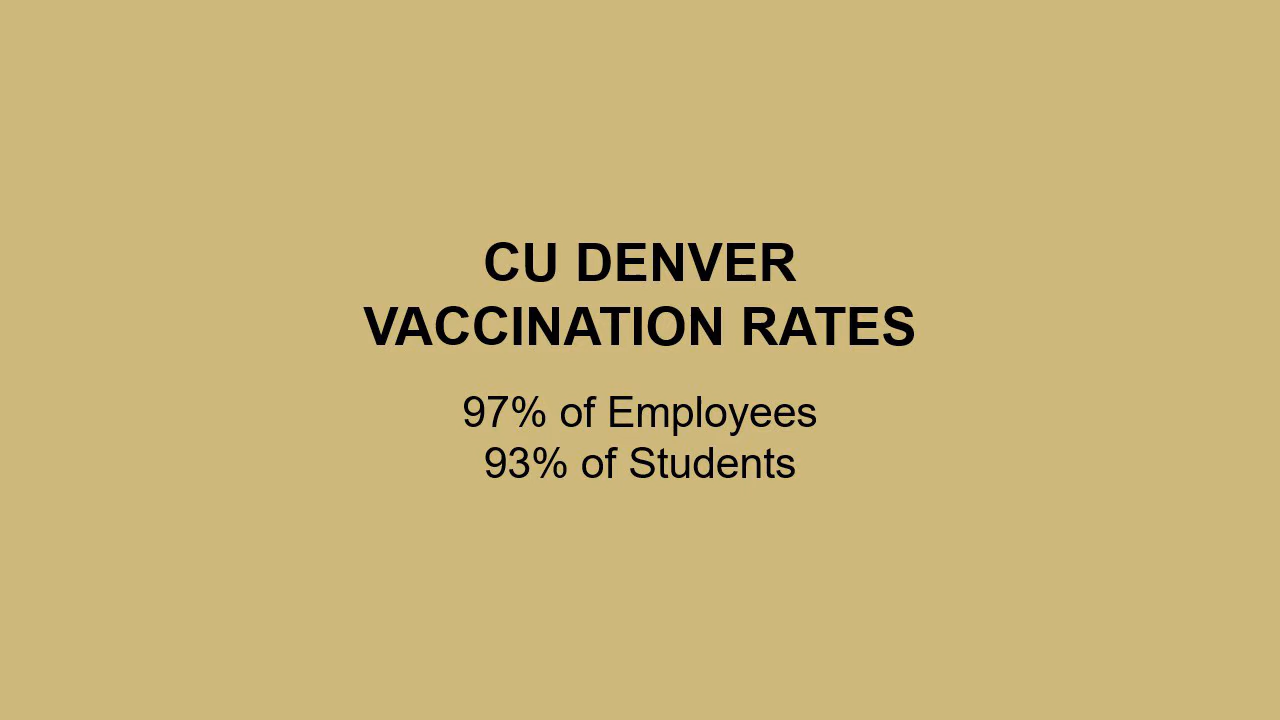 CU DENVER
VACCINATION RATES
97% of Employees
93% of Students